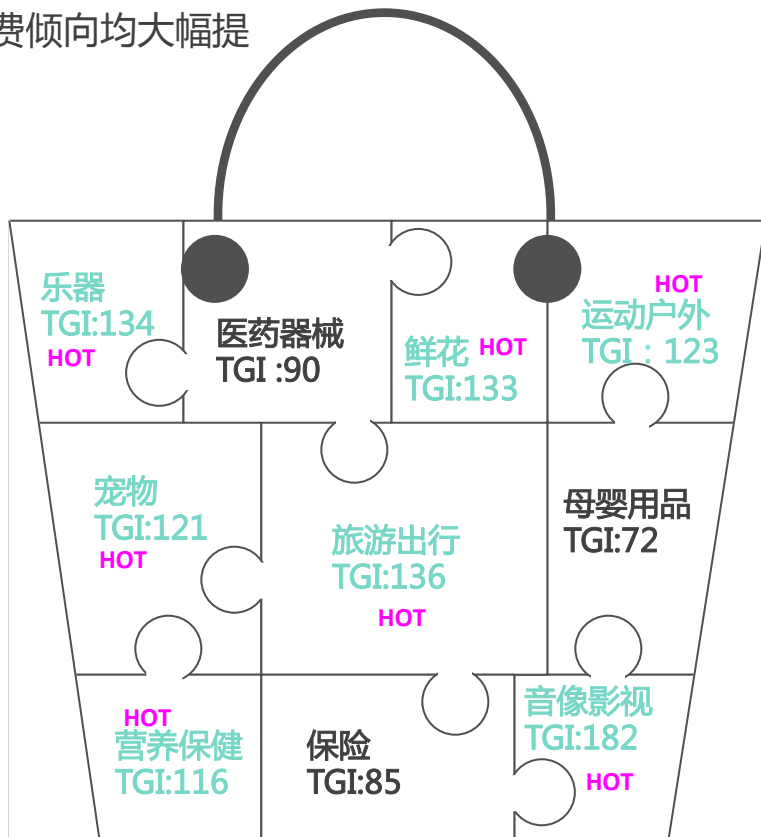 费倾向均大幅提
乐器
TGI:134
HOT
医药器械
TGI :90
鲜花 HOT
TGI:133
HOT
运动户外
TGI：123
宠物
TGI:121
HOT
旅游出行
TGI:136
HOT
母婴用品
TGI:72
HOT
营养保健
TGI:116
保险
TGI:85
音像影视
TGI:182
HOT